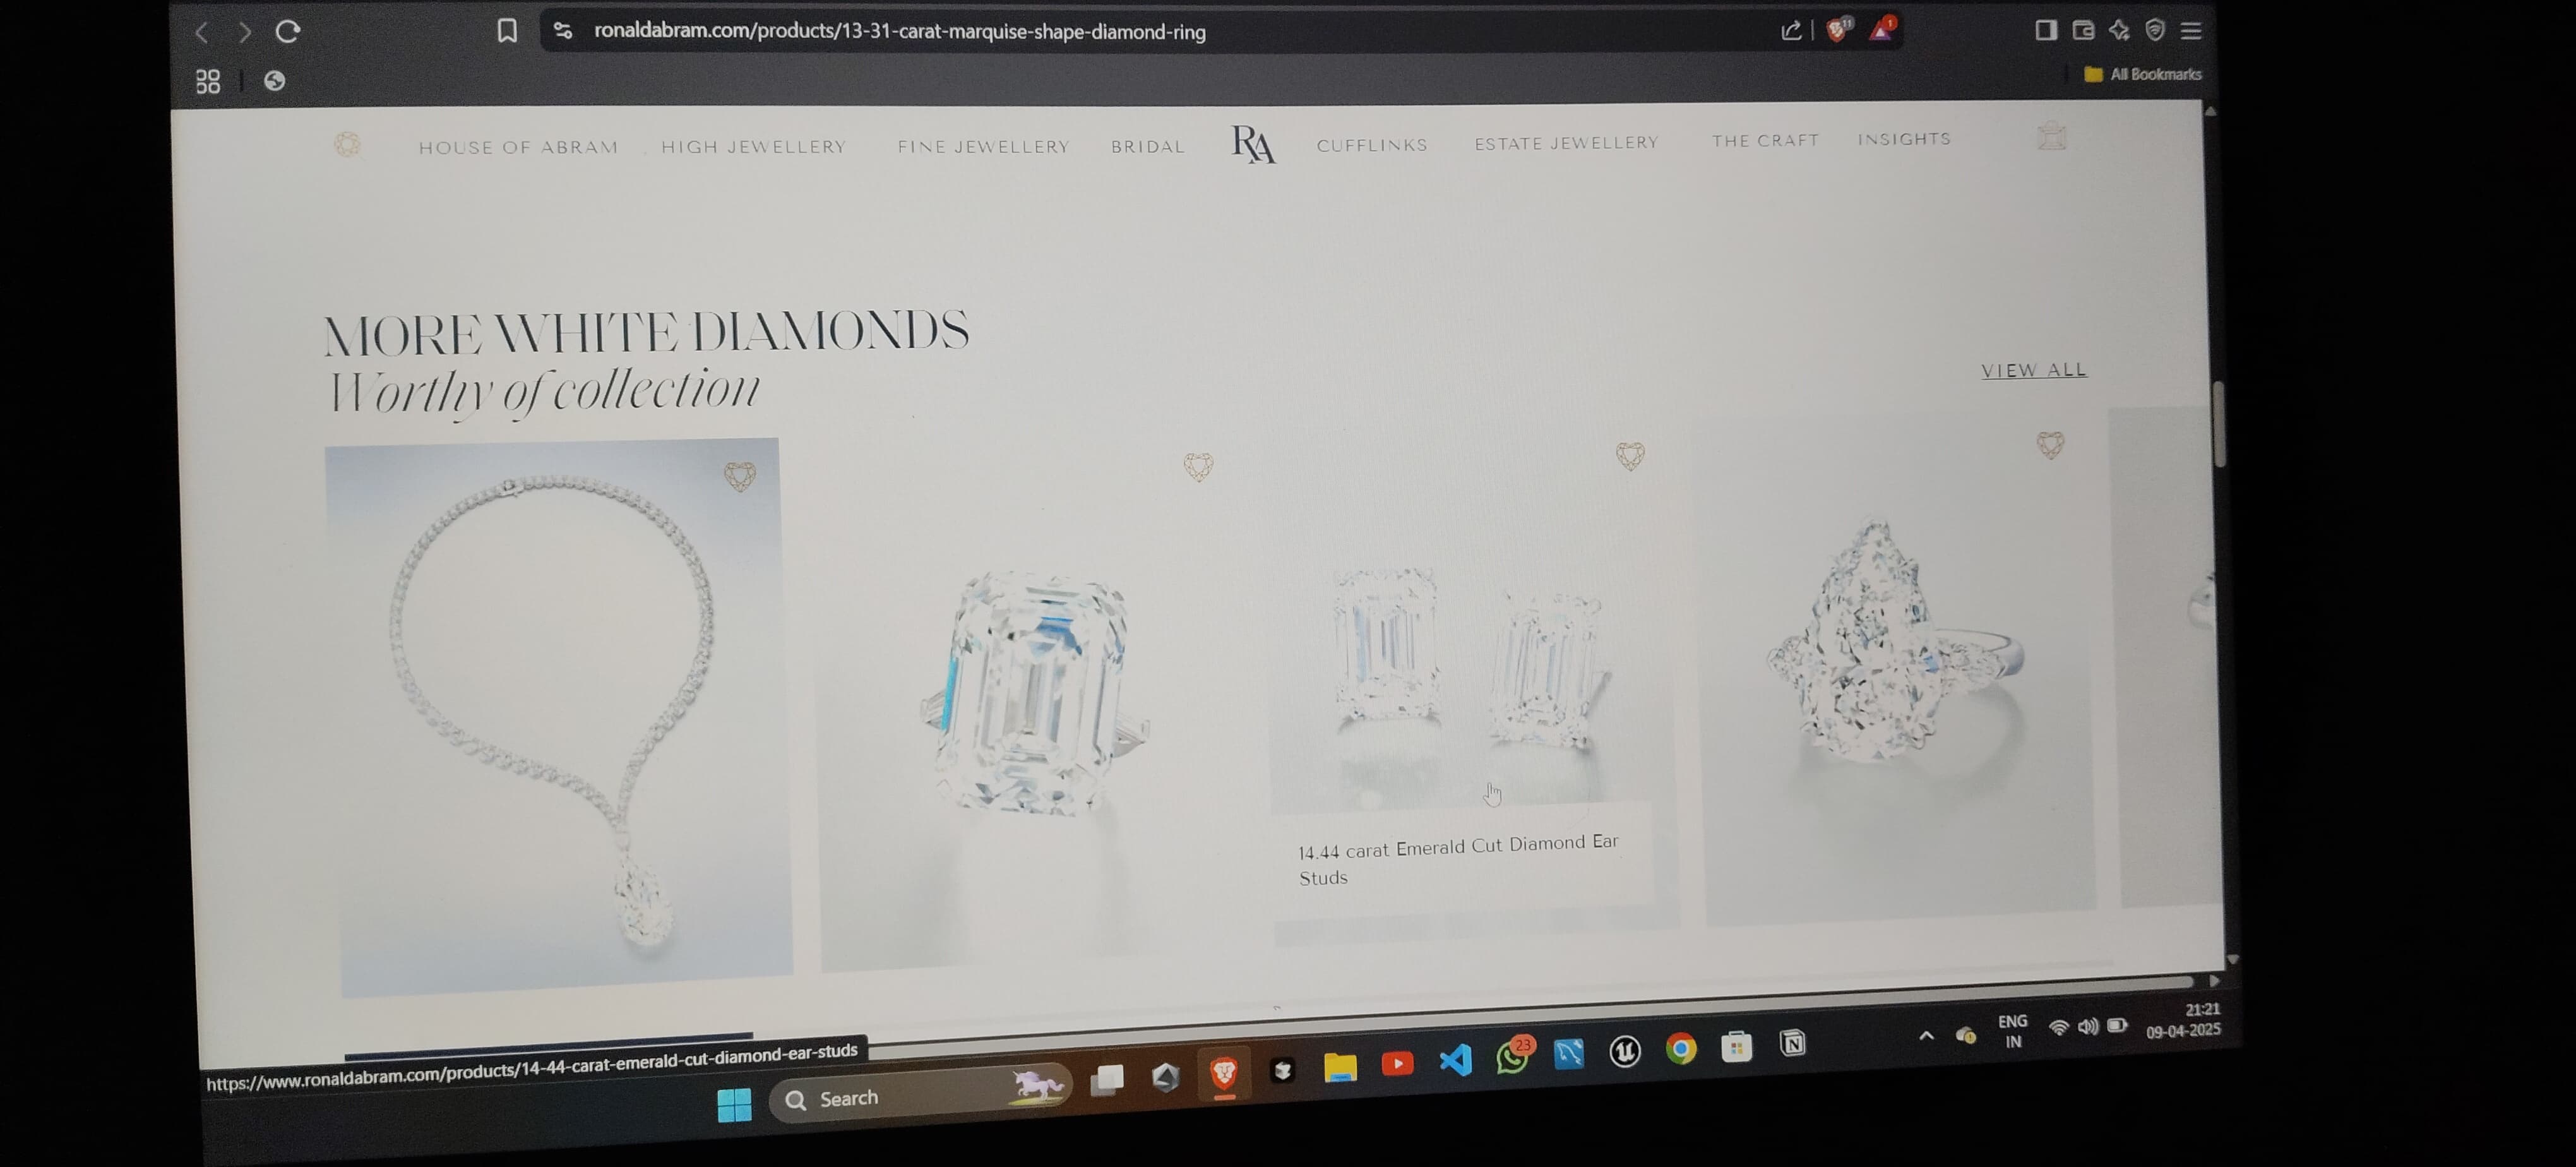 ronaldabram.com/products/13-31-carat-marquise-shape-diamond-ring
11
1
All Bookmarks
HOUSE OF ABRAM
HIGH JEWELLERY
FINE JEWELLERY
BRIDAL
RA
CUFFLINKS
ESTATE JEWELLERY
THE CRAFT
INSIGHTS
MORE WHITE DIAMONDS
Worthy of collection
VIEW ALL
14.44 carat Emerald Cut Diamond Ear
Studs
https://www.ronaldabram.com/products/14-44-carat-emerald-cut-diamond-ear-studs
Search
23
ENG
IN
21:21
09-04-2025